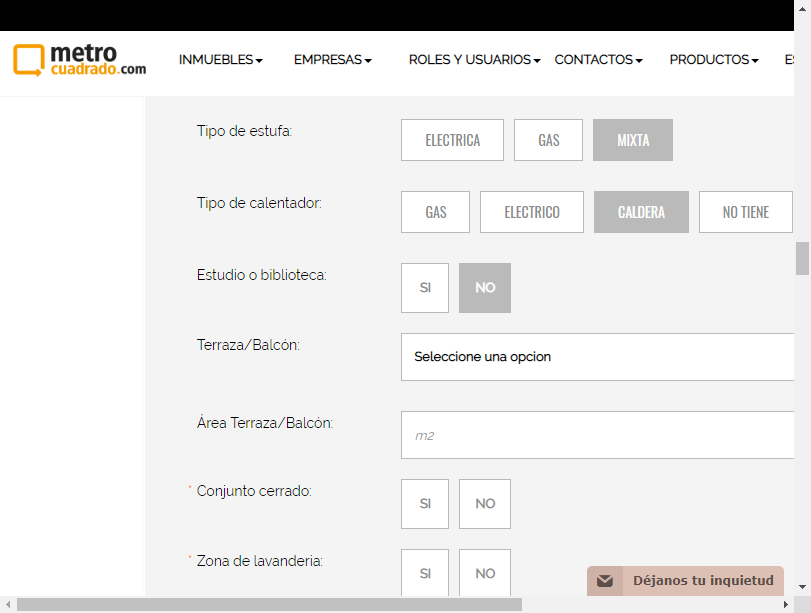 metro
cuadrado.com
INMUEBLES
EMPRESAS
ROLES Y USUARIOS
CONTACTOS
PRODUCTOS
Tipo de estufa:
ELECTRICA
GAS
MIXTA
Tipo de calentador:
GAS
ELECTRICO
CALDERA
NO TIENE
Estudio o biblioteca:
SI
NO
Terraza/Balcón:
Seleccione una opcion
Área Terraza/Balcón:
m2
* Conjunto cerrado:
SI
NO
* Zona de lavanderia:
SI
NO
Déjanos tu inquietud